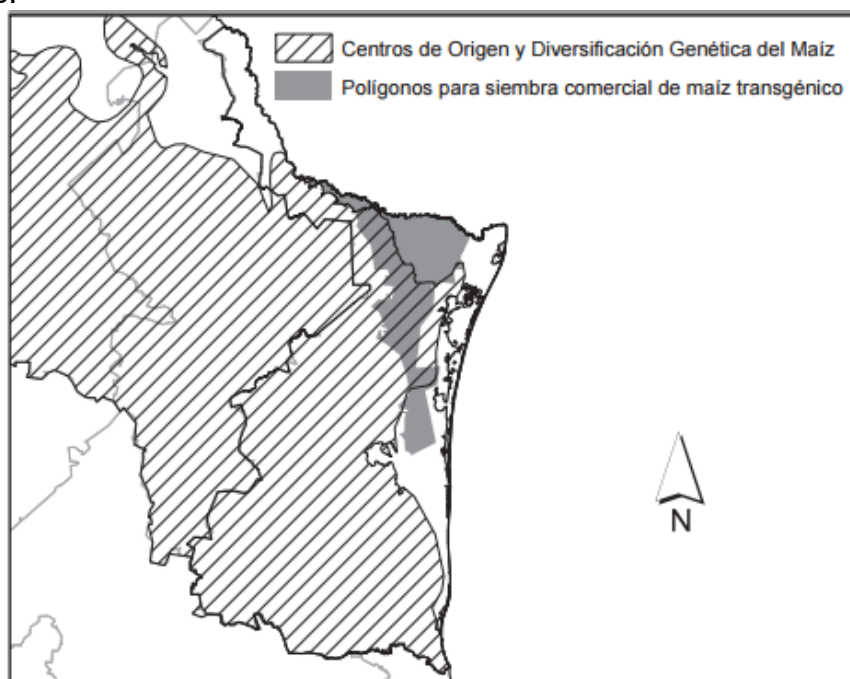 Centros de Origen y Diversificación Genética del Maíz
Polígonos para siembra comercial de maíz transgénico
N